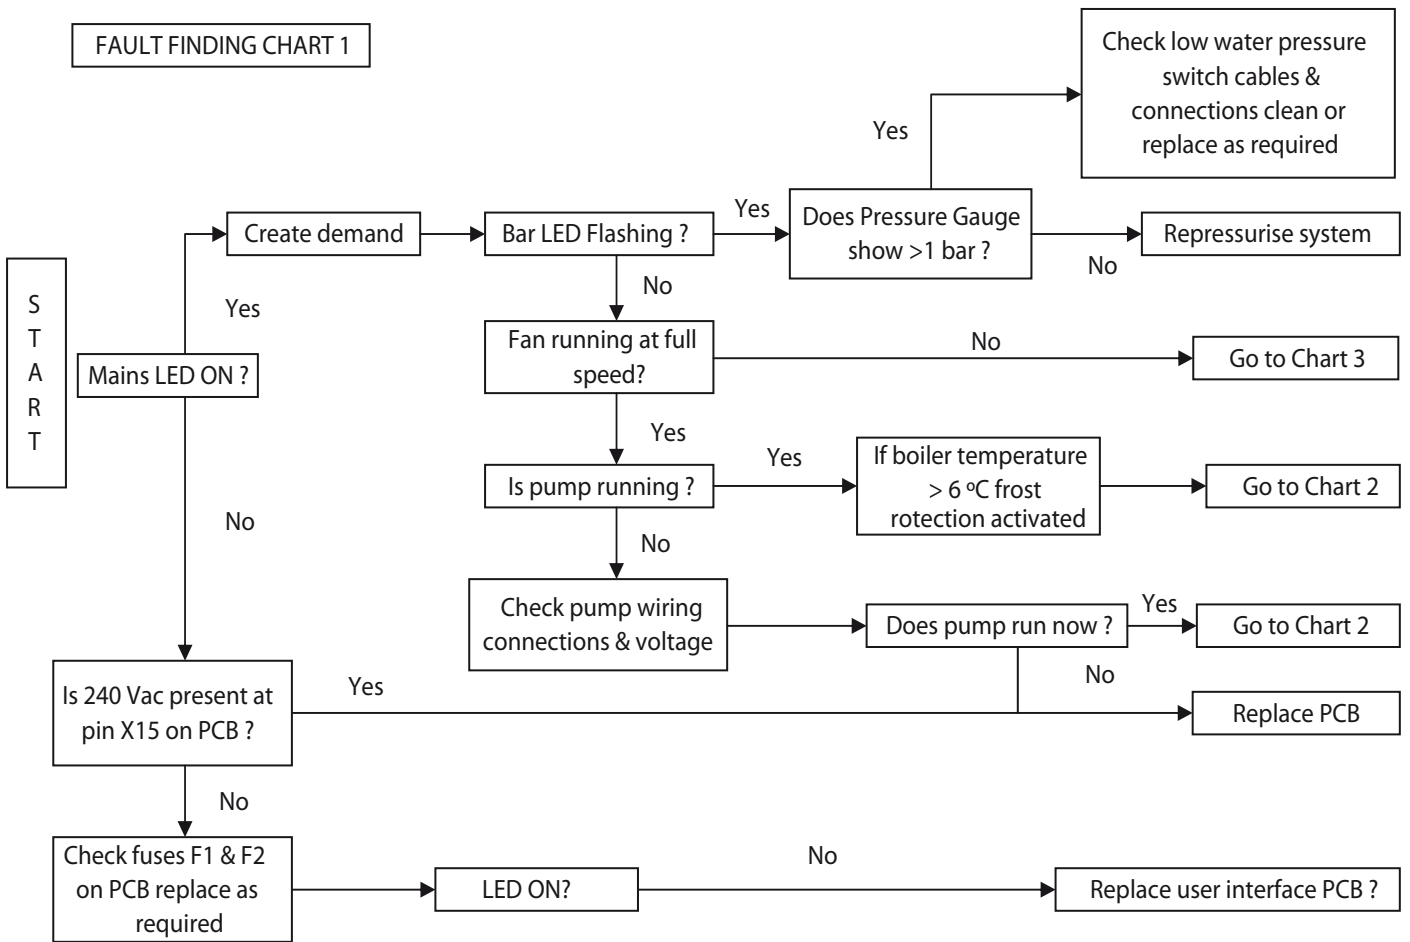 FAULT FINDING CHART 1
Check low water pressure
switch cables &
connections clean or
replace as required
Yes
Create demand
Bar LED Flashing ?
Yes
Does Pressure Gauge
show >1 bar ?
No
Repressurise system
S
T
A
R
T
Yes
Mains LED ON ?
No
Fan running at full
speed?
No
Go to Chart 3
Yes
Is pump running ?
Yes
If boiler temperature
> 6 ºC frost
rotection activated
Go to Chart 2
No
No
Check pump wiring
connections & voltage
Does pump run now ?
Yes
Go to Chart 2
No
Is 240 Vac present at
pin X15 on PCB ?
Yes
Replace PCB
No
Check fuses F1 & F2
on PCB replace as
required
LED ON?
No
Replace user interface PCB ?